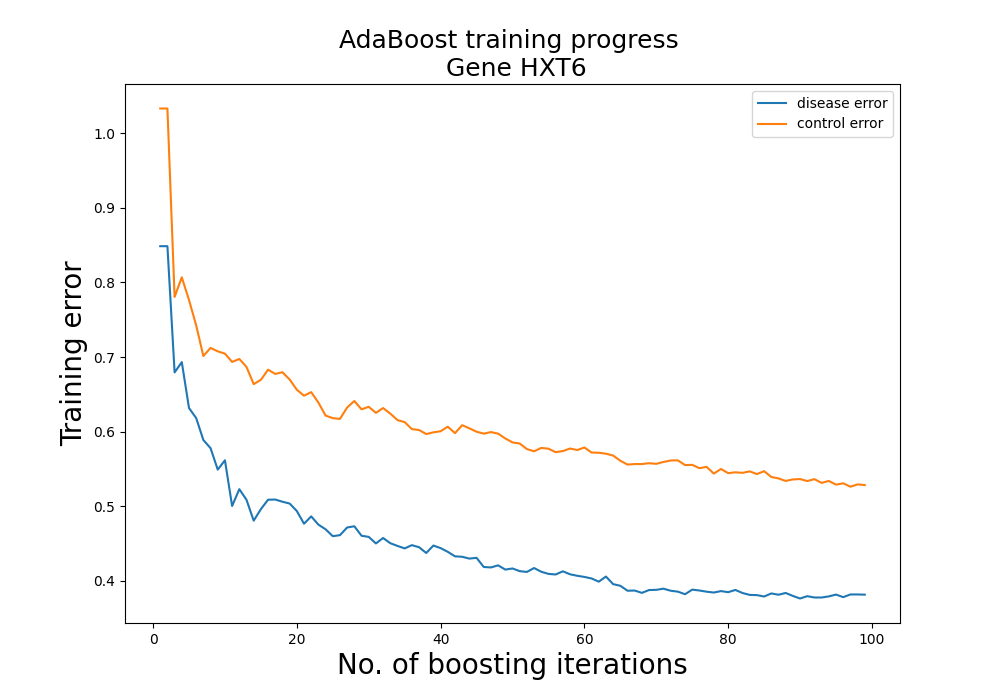 AdaBoost training progress
Gene HXT6
disease error
control error
Training error
1.0
0.9
0.8
0.7
0.6
0.5
0.4
0
20
40
60
80
100
No. of boosting iterations